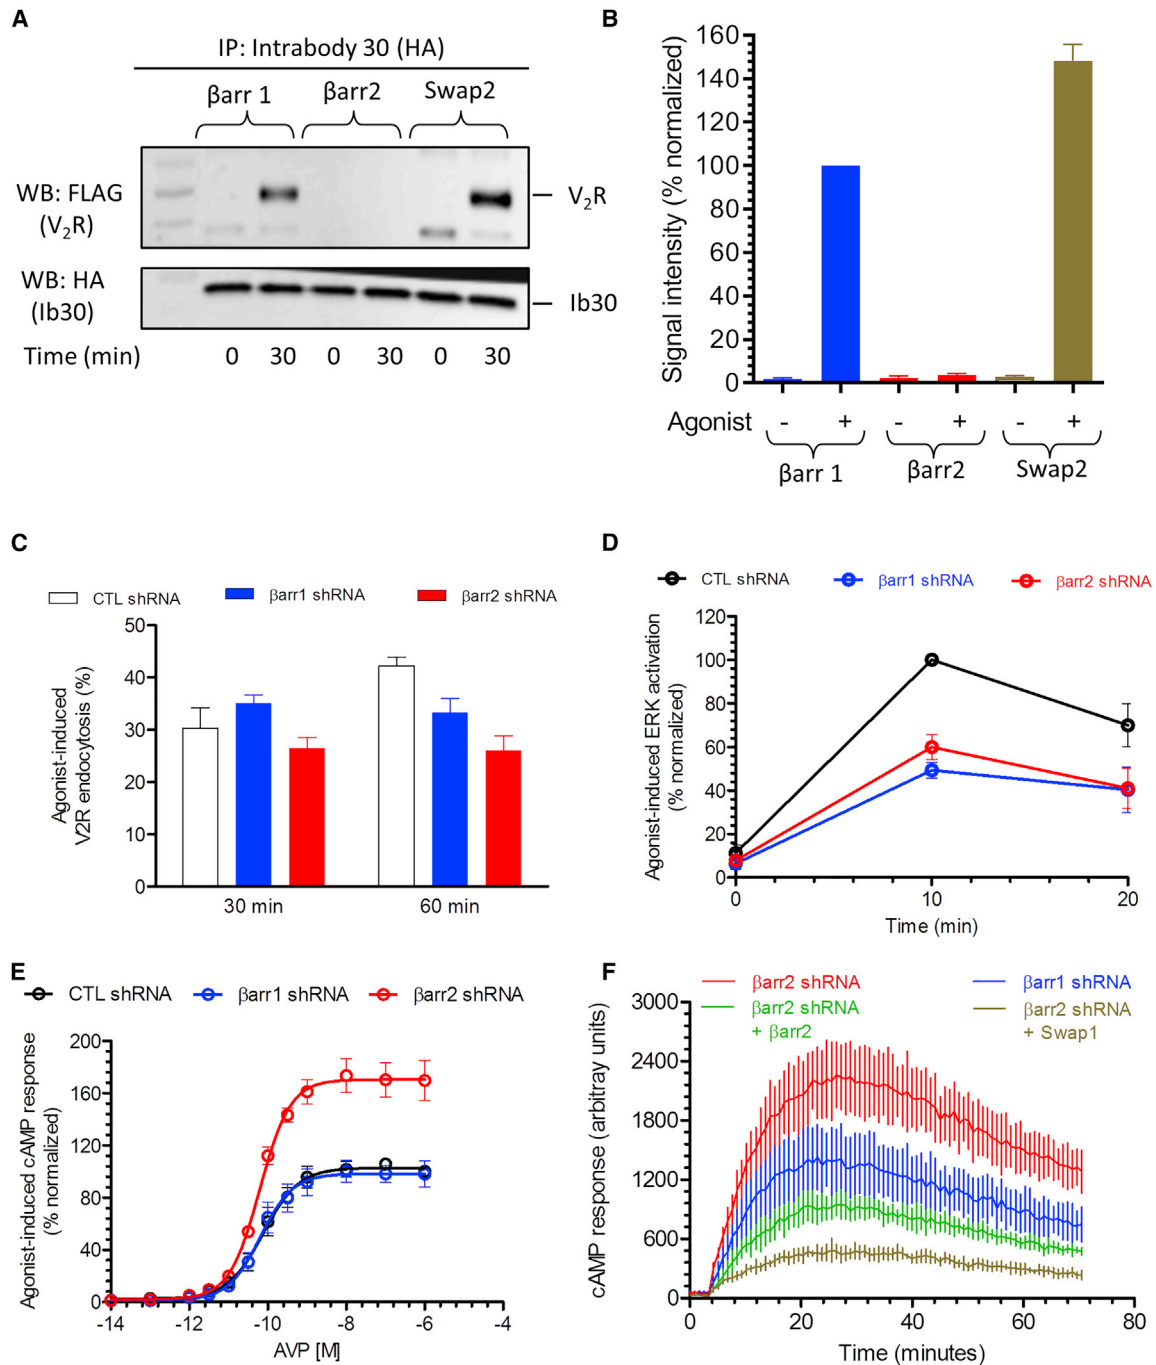 A
IP: Intrabody 30 (HA)
βarr 1 βarr2 Swap2
WB: FLAG
(V₂R)
V₂R
WB: HA
(Ib30)
Ib30
Time (min) 0 30 0 30 0 30
B
Signal intensity (% normalized)
160
140
120
100
80
60
40
20
0
Agonist - + - + - +
βarr 1 βarr2 Swap2
C
CTL shRNA βarr1 shRNA βarr2 shRNA
Agonist-induced
V2R endocytosis (%)
50
40
30
20
10
0
30 min 60 min
D
CTL shRNA βarr1 shRNA βarr2 shRNA
Agonist-induced ERK activation
(% normalized)
120
100
80
60
40
20
0
0 10 20
Time (min)
E
CTL shRNA βarr1 shRNA βarr2 shRNA
Agonist-induced cAMP response
(% normalized)
200
160
120
80
40
0
-14 -12 -10 -8 -6 -4
AVP [M]
F
βarr2 shRNA
βarr2 shRNA
+ βarr2
βarr1 shRNA
βarr2 shRNA
+ Swap1
cAMP response (arbitray units)
3000
2400
1800
1200
600
0
0 20 40 60 80
Time (minutes)